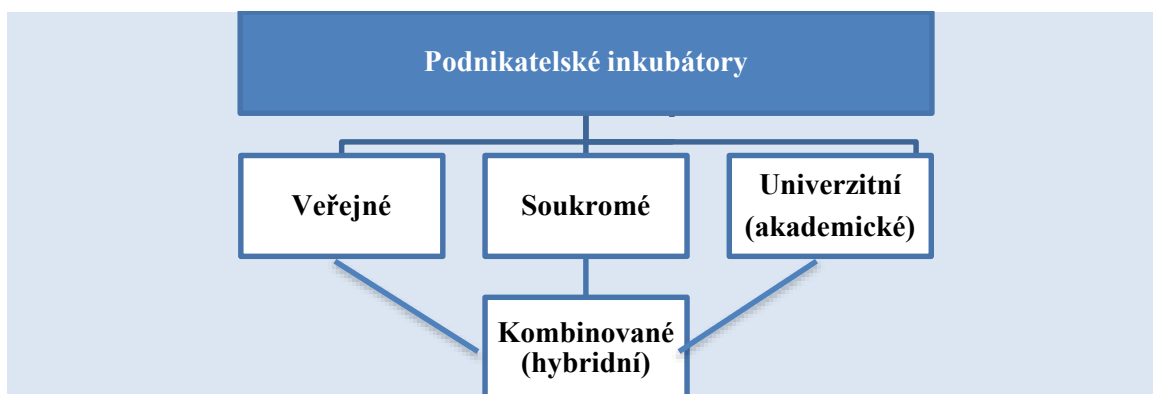 Podnikatelské inkubátory
Veřejné
Soukromé
Univerzitní
(akademické)
Kombinované
(hybridní)